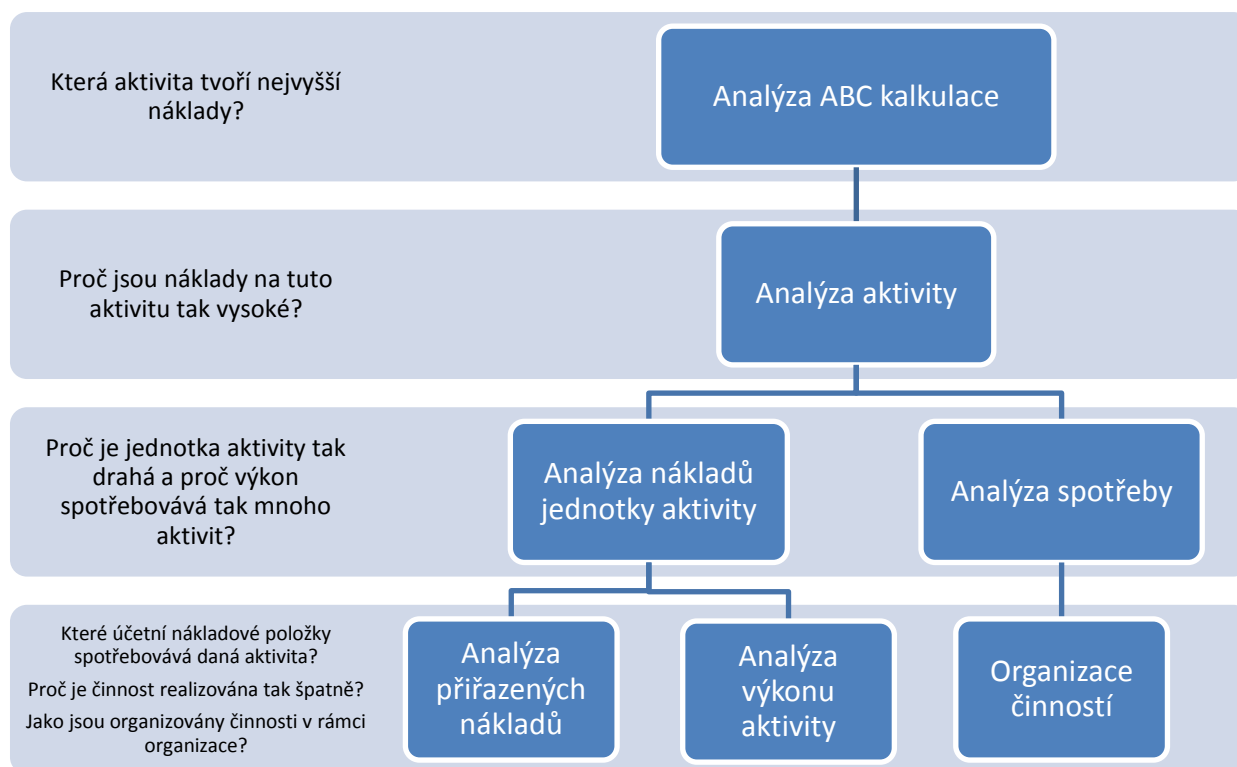 Která aktivita tvoří nejvyšší
náklady?
Analýza ABC kalkulace
Proč jsou náklady na tuto
aktivitu tak vysoké?
Analýza aktivity
Proč je jednotka aktivity tak
drahá a proč výkon
spotřebovává tak mnoho
aktivit?
Analýza nákladů
jednotky aktivity
Analýza spotřeby
Které účetní nákladové položky
spotřebovává daná aktivita?
Proč je činnost realizována tak špatně?
Jako jsou organizovány činnosti v rámci
organizace?
Analýza
přiřazených
nákladů
Analýza
výkonu
aktivity
Organizace
činností